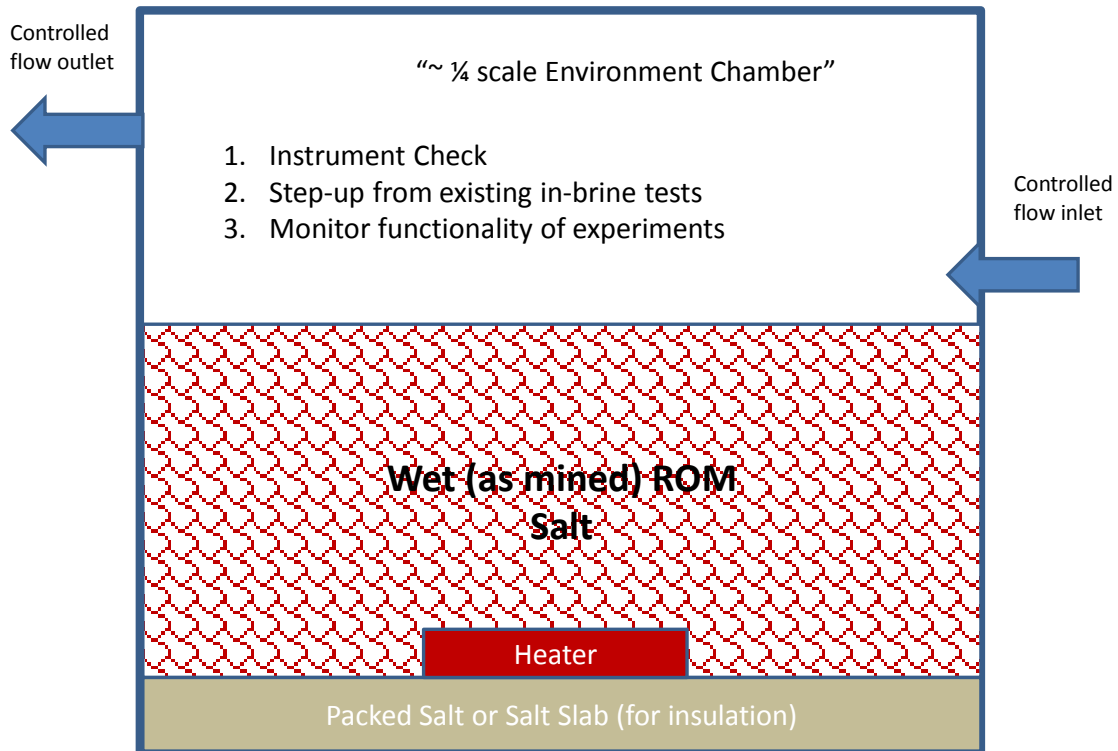 Controlled
flow outlet
“~ ¼ scale Environment Chamber”
1. Instrument Check
2. Step-up from existing in-brine tests
3. Monitor functionality of experiments
Controlled
flow inlet
Wet (as mined) ROM
Salt
Heater
Packed Salt or Salt Slab (for insulation)